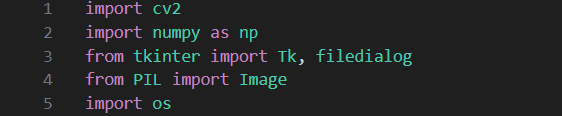 1 import cv2
2 import numpy as np
3 from tkinter import Tk, filedialog
4 from PIL import Image
5 import os